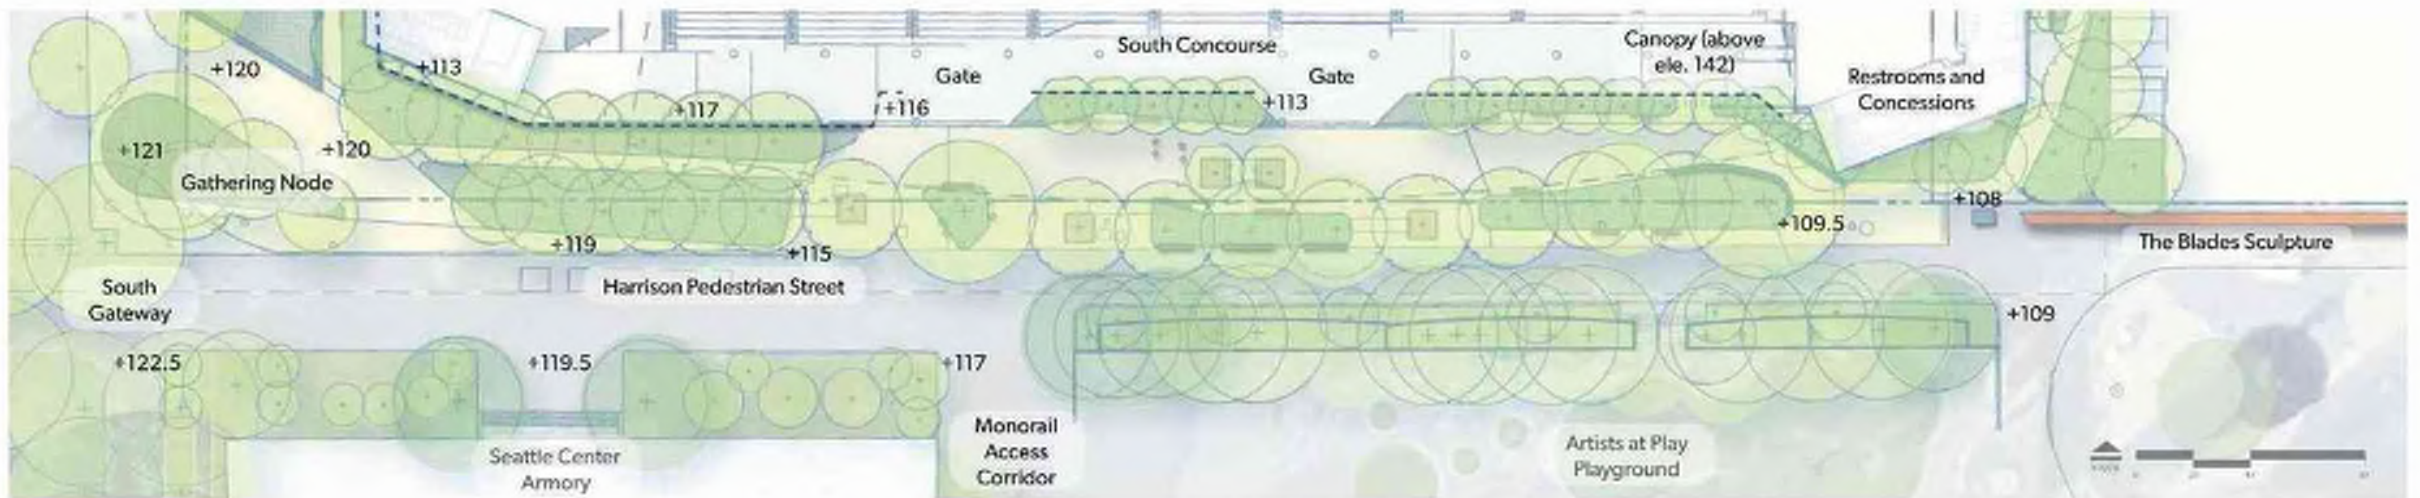 South Concourse
Canopy (above
ele. 142)
+120
+113
Gate
Gate
Restrooms and
Concessions
+117
+116
+113
+121
+120
Gathering Node
+108
+109.5
+119
+115
The Blades Sculpture
South
Gateway
Harrison Pedestrian Street
+109
+122.5
+119.5
+117
Monorail
Access
Corridor
Seattle Center
Armory
Artists at Play
Playground